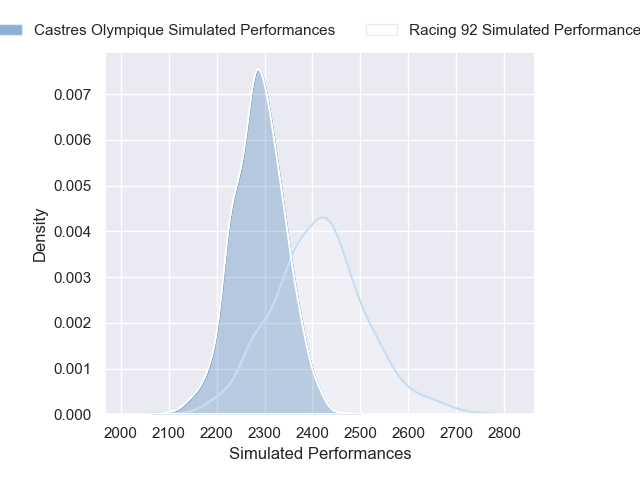 Castres Olympique Simulated Performances
Racing 92 Simulated Performance
0.007
0.006
0.005
0.004
0.003
0.002
0.001
0.000
Density
2000 2100 2200 2300 2400 2500 2600 2700 2800
Simulated Performances